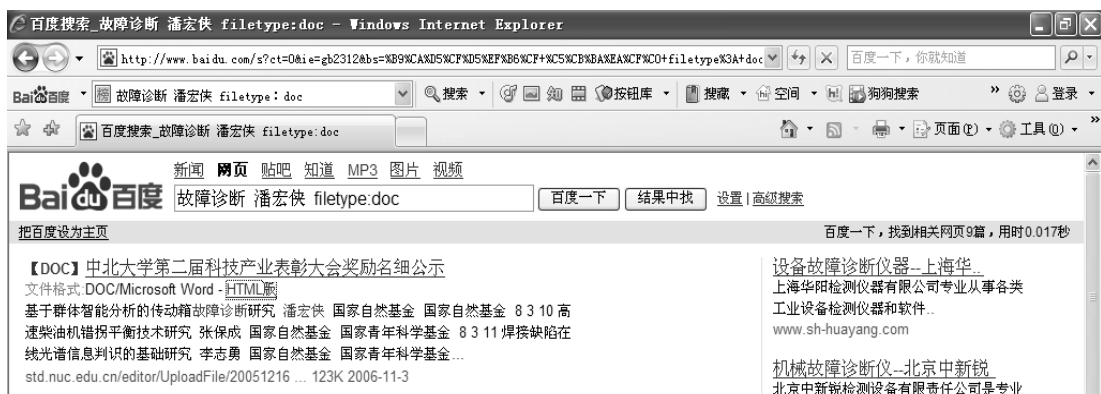 百度搜索_故障诊断 潘宏侠 filetype:doc - Windows Internet Explorer
http://www.baidu.com/s?ct=0&ie=gb2312&bs=%B9%CA%D5%CF%D5%EF%B6%CF+%C5%CB%BA%EA%CF%C0+filetype%3A+doc
百度一下，你就知道
Bai百度 故障诊断 潘宏侠 filetype:doc 搜索 按钮库 搜藏 空间 狗狗搜索 » 登录
百度搜索_故障诊断 潘宏侠 filetype:doc 页面(P) 工具(O) »
新闻 网页 贴吧 知道 MP3 图片 视频
Bai百度 故障诊断 潘宏侠 filetype:doc 百度一下 结果中找 设置 | 高级搜索
把百度设为主页 百度一下，找到相关网页9篇，用时0.017秒
【DOC】中北大学第二届科技产业表彰大会奖励名细公示
文件格式:DOC/Microsoft Word - HTML版
基于群体智能分析的传动箱故障诊断研究 潘宏侠 国家自然基金 国家自然基金 8 3 10 高
速柴油机错拐平衡技术研究 张保成 国家自然基金 国家青年科学基金 8 3 11 焊接缺陷在
线光谱信息判识的基础研究 李志勇 国家自然基金 国家青年科学基金...
std.nuc.edu.cn/editor/UploadFile/20051216 ... 123K 2006-11-3
设备故障诊断仪器--上海华..
上海华阳检测仪器有限公司专业从事各类
工业设备检测仪器和软件..
www.sh-huayang.com
机械故障诊断仪--北京中新锐
北京中新锐检测设备有限责任公司是专业